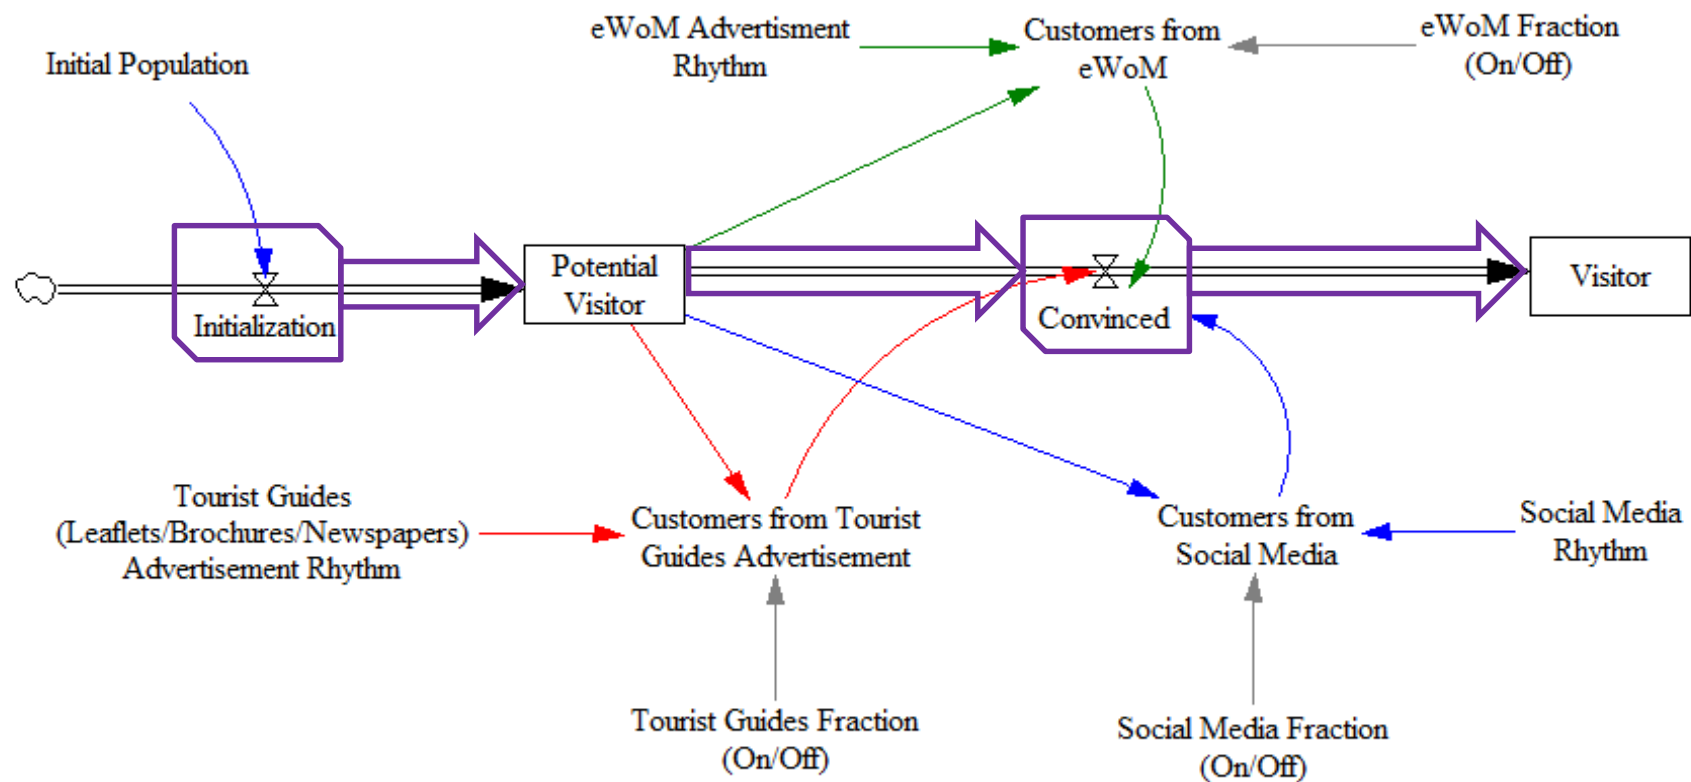 eWoM Advertisment
Rhythm
Customers from
eWoM
eWoM Fraction
(On/Off)
Initial Population
Initialization
Potential
Visitor
Convinced
Visitor
Tourist Guides
(Leaflets/Brochures/Newspapers)
Advertisement Rhythm
Customers from Tourist
Guides Advertisement
Customers from
Social Media
Social Media
Rhythm
Tourist Guides Fraction
(On/Off)
Social Media Fraction
(On/Off)